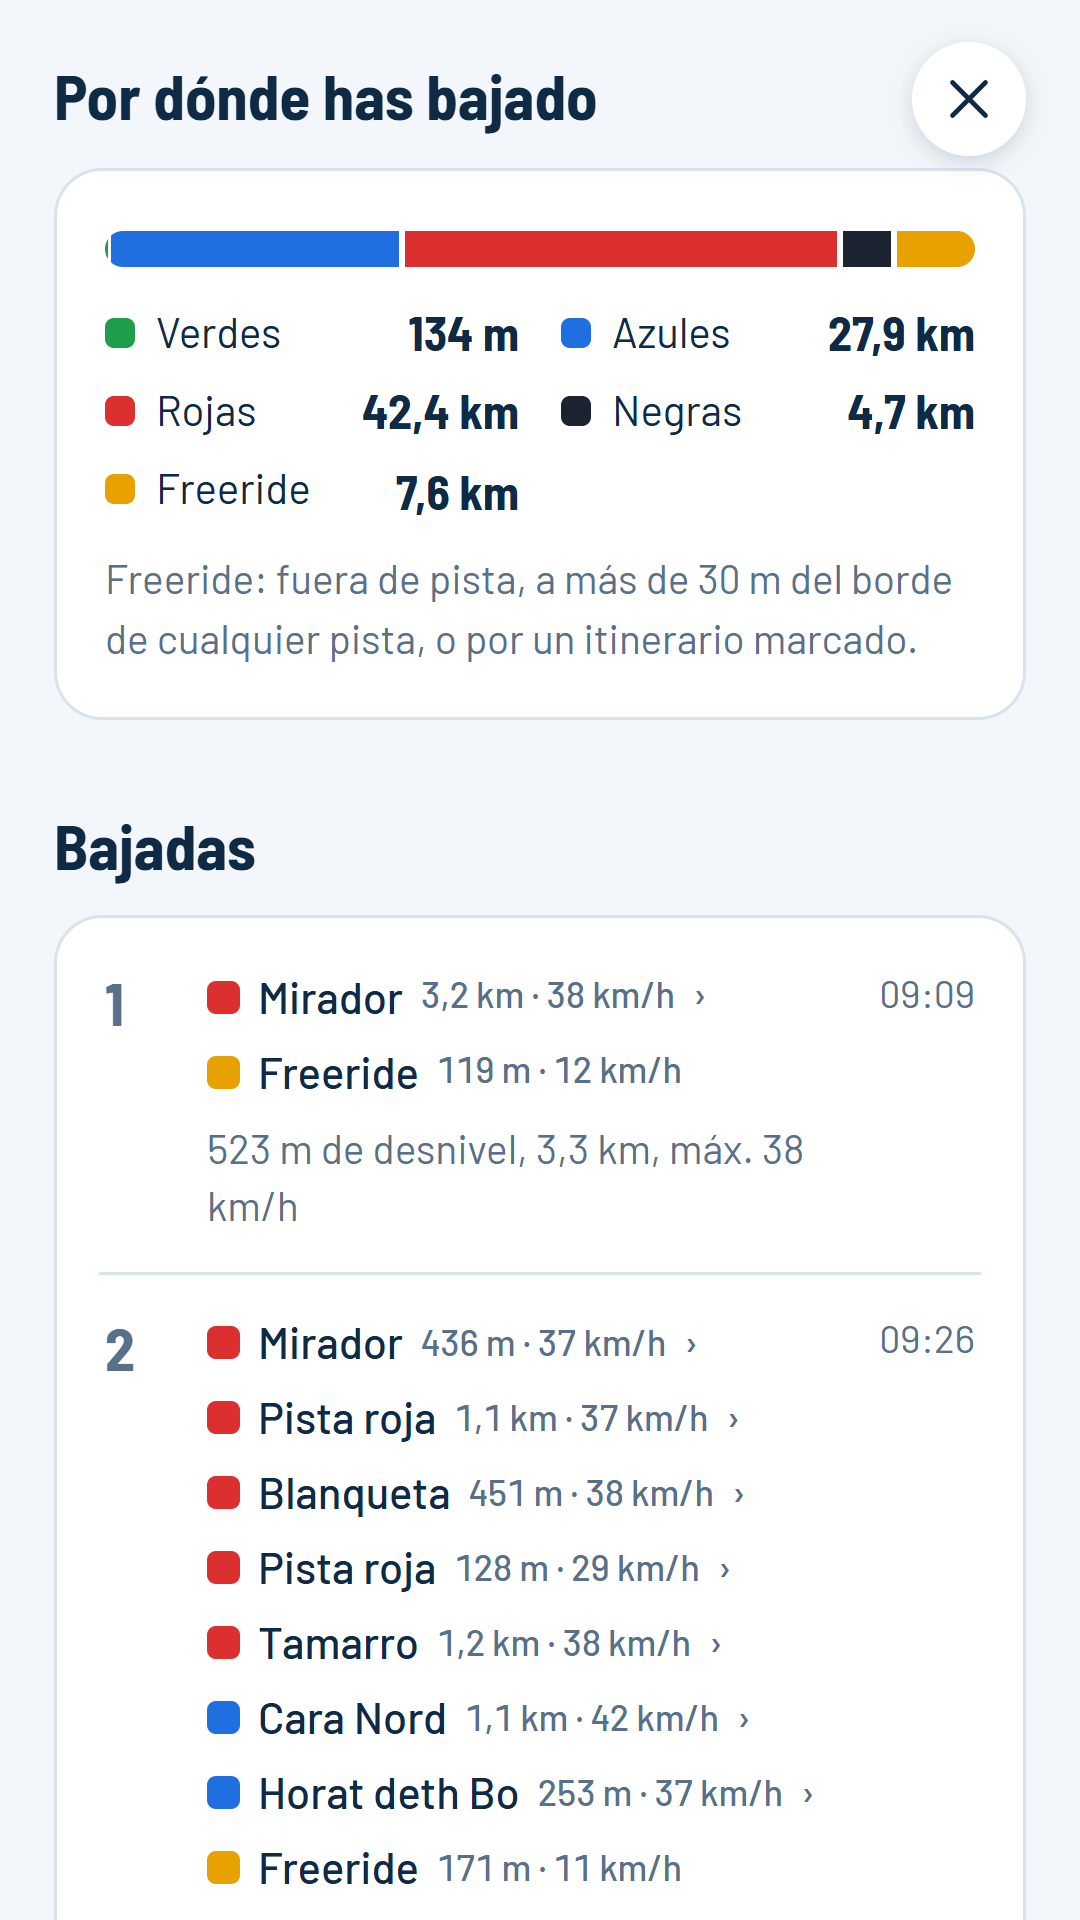 Por dónde has bajado
Verdes 134 m Azules 27,9 km
Rojas 42,4 km Negras 4,7 km
Freeride 7,6 km
Freeride: fuera de pista, a más de 30 m del borde
de cualquier pista, o por un itinerario marcado.
Bajadas
1 Mirador 3,2 km · 38 km/h › 09:09
Freeride 119 m · 12 km/h
523 m de desnivel, 3,3 km, máx. 38
km/h
2 Mirador 436 m · 37 km/h › 09:26
Pista roja 1,1 km · 37 km/h ›
Blanqueta 451 m · 38 km/h ›
Pista roja 128 m · 29 km/h ›
Tamarro 1,2 km · 38 km/h ›
Cara Nord 1,1 km · 42 km/h ›
Horat deth Bo 253 m · 37 km/h ›
Freeride 171 m · 11 km/h